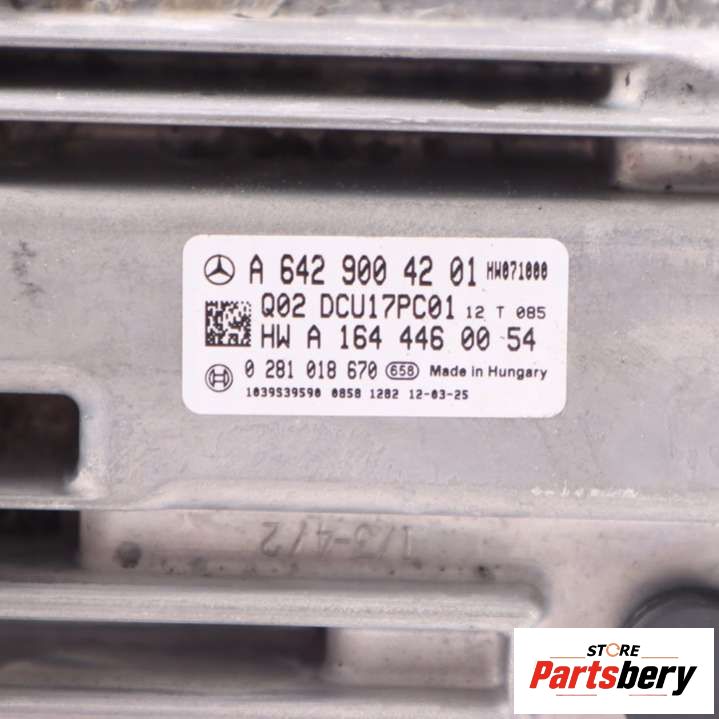 A 642 900 42 01 HW071000
Q02 DCU17PC01 12 T 085
HW A 164 446 00 54
0 281 018 670 658 Made in Hungary
1039S39590 0858 1282 12-03-25
1/3-4/2
STORE
Partsbery